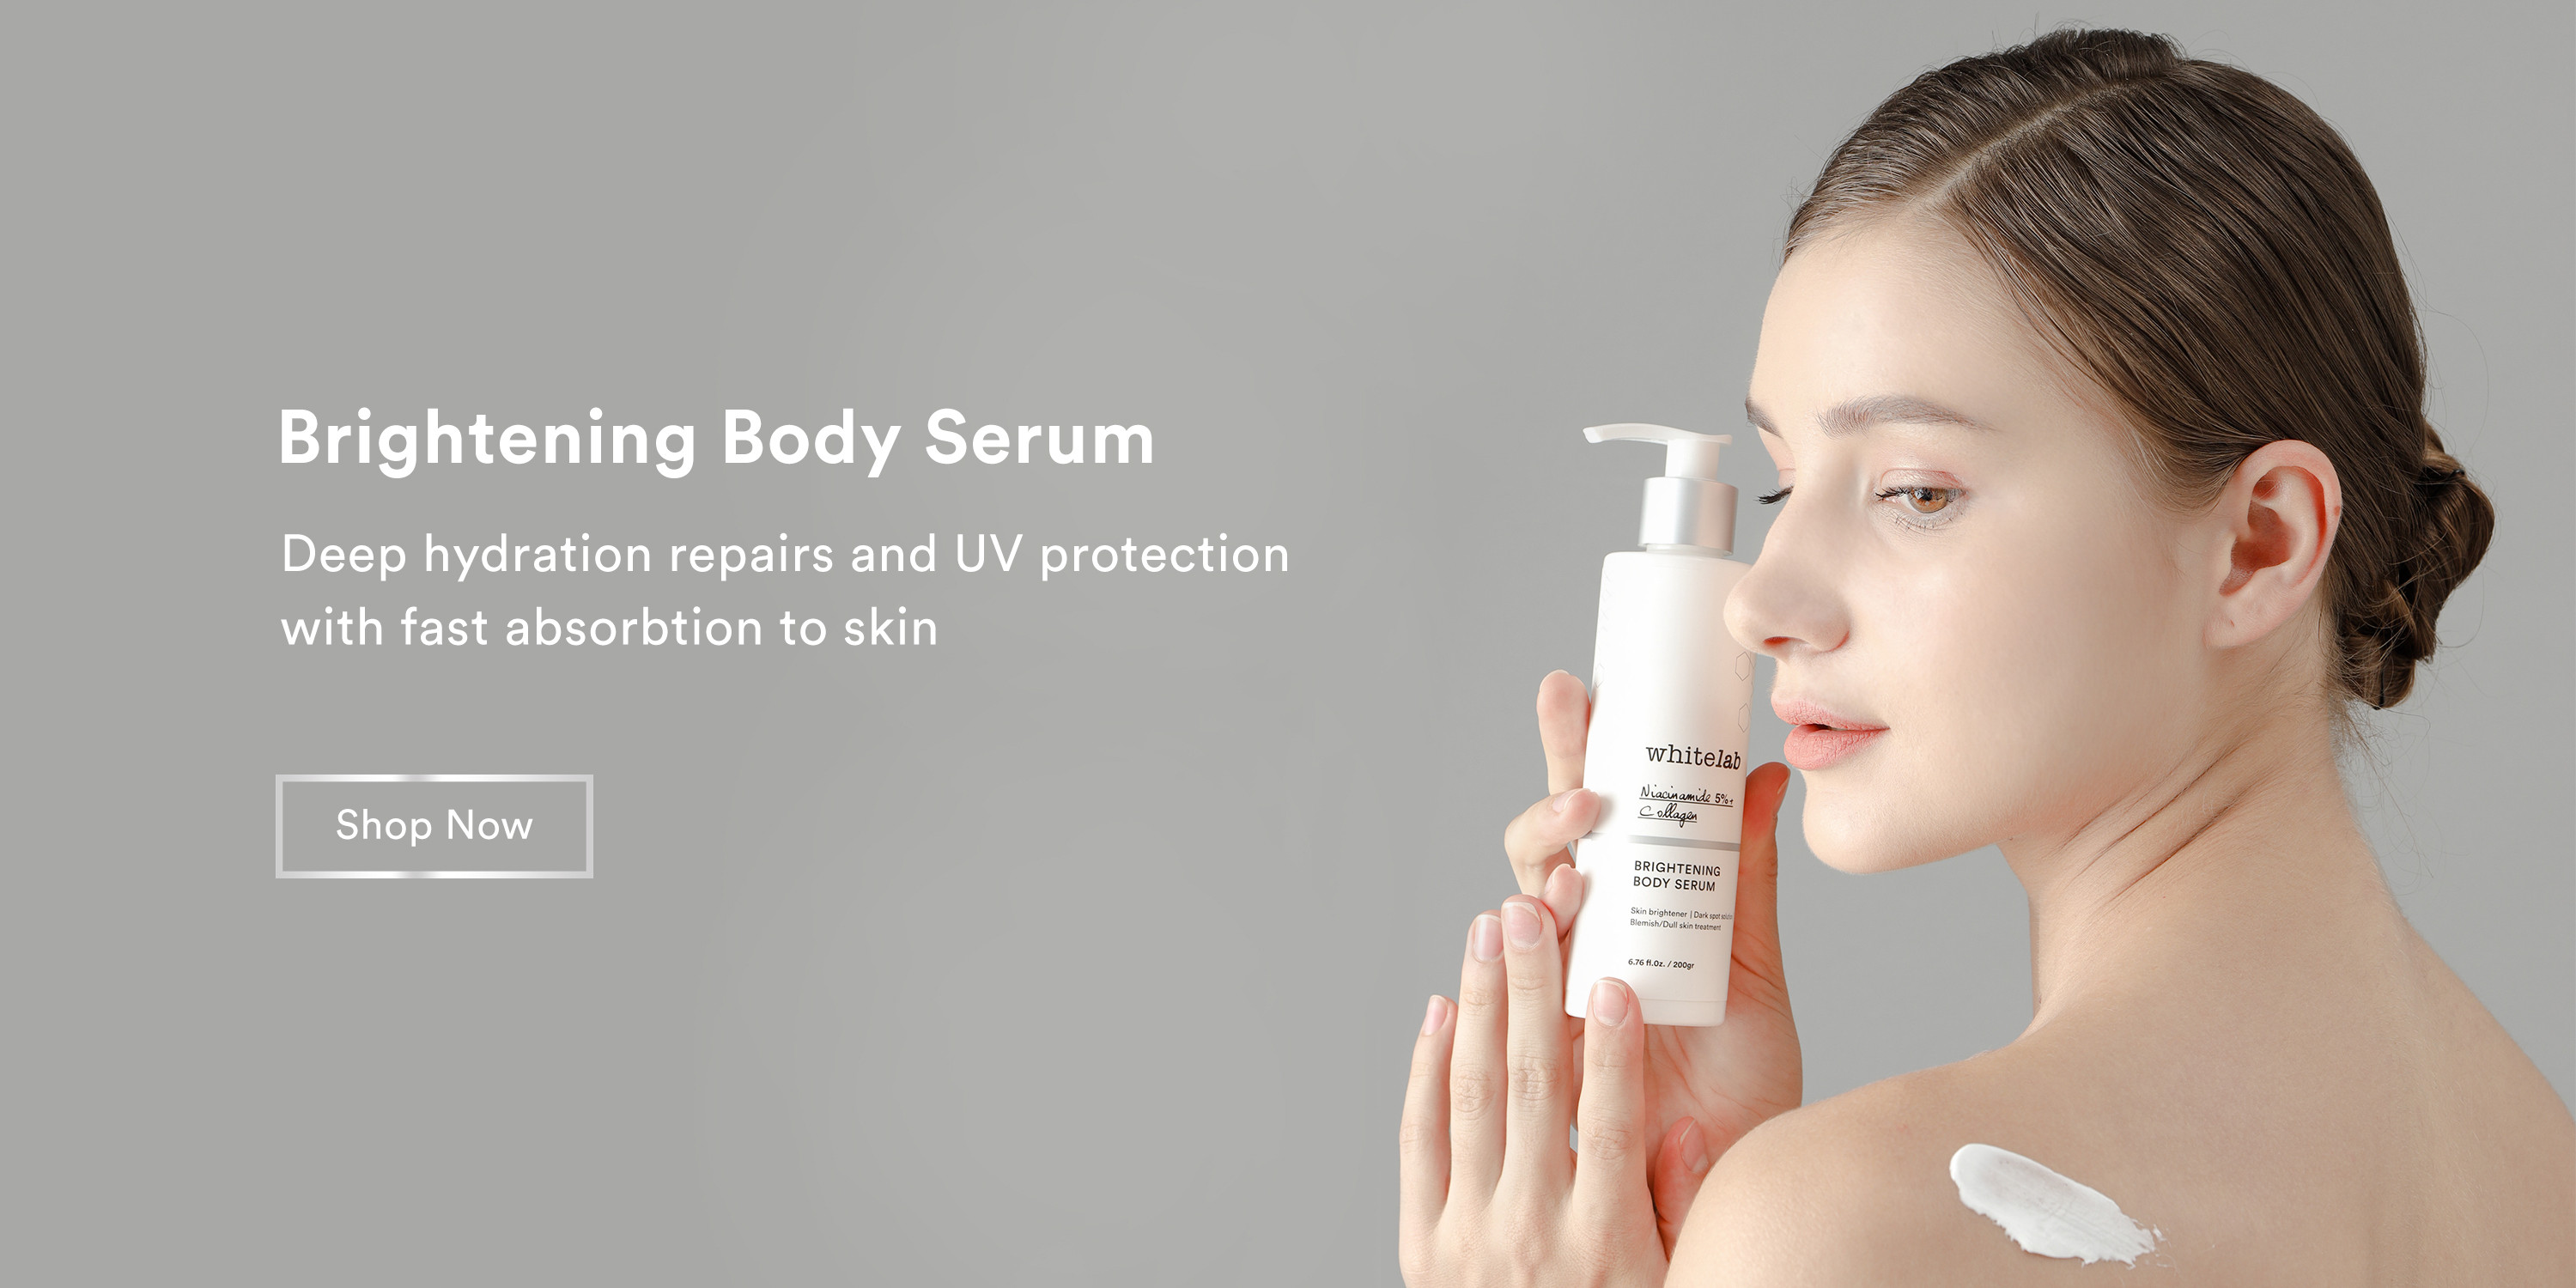 Brightening Body Serum
Deep hydration repairs and UV protection
with fast absorbtion to skin
Shop Now
whitelab
Niacinamide 5%+
Collagen
BRIGHTENING
BODY SERUM
Skin brightener | Dark spot
Blemish/Dull skin treatment
6.76 fl.Oz. / 200gr